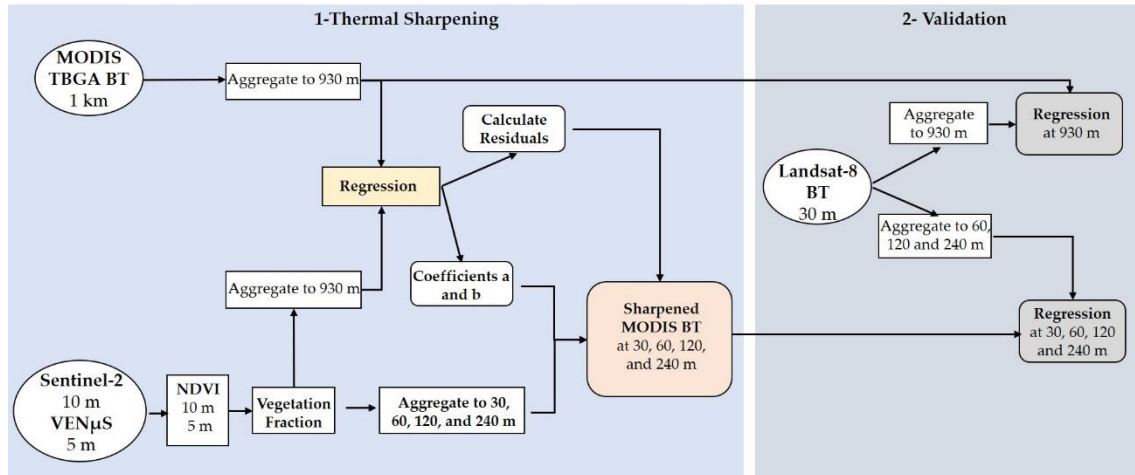 1-Thermal Sharpening
2- Validation
MODIS
TBGA BT
1 km
Aggregate to 930 m
Calculate
Residuals
Aggregate
to 930 m
Regression
at 930 m
Regression
Landsat-8
BT
30 m
Aggregate to 60,
120 and 240 m
Aggregate to 930 m
Coefficients a
and b
Sharpened
MODIS BT
at 30, 60, 120,
and 240 m
Regression
at 30, 60, 120
and 240 m
Sentinel-2
10 m
VENμS
5 m
NDVI
10 m
5 m
Vegetation
Fraction
Aggregate to 30,
60, 120, and 240 m